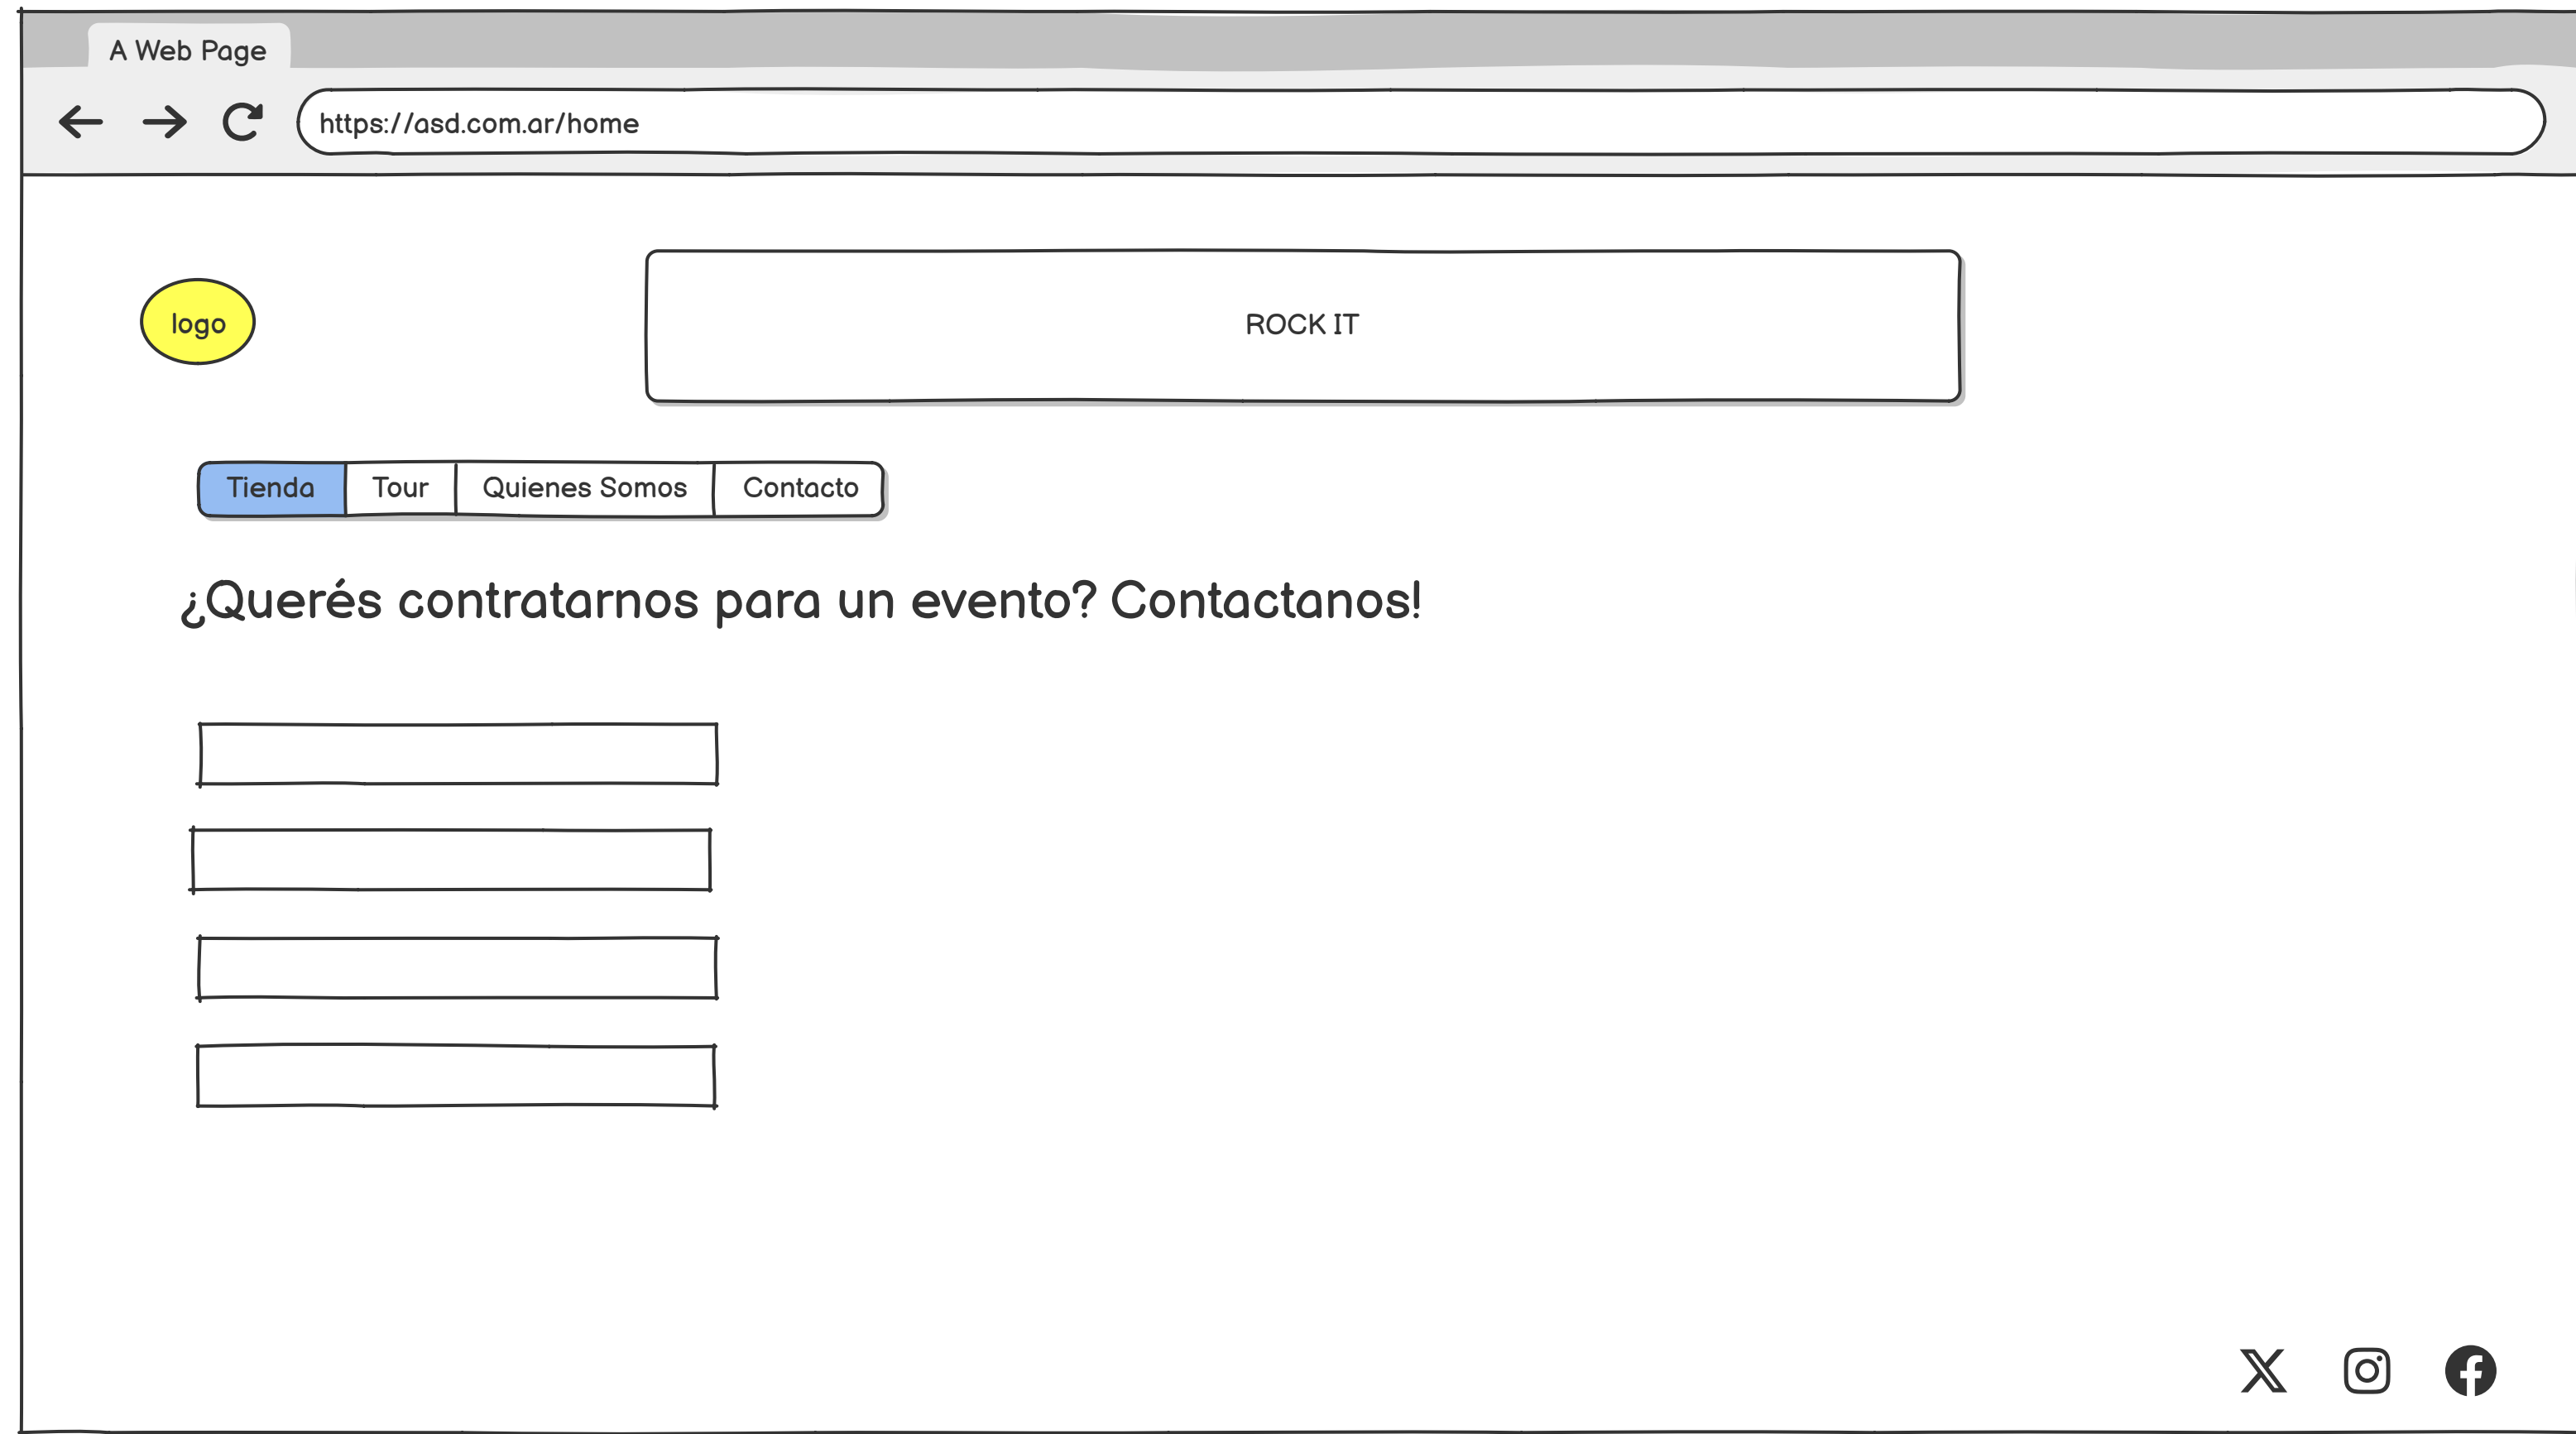 A Web Page
https://asd.com.ar/home
logo
ROCK IT
Tienda Tour Quienes Somos Contacto
¿Querés contratarnos para un evento? Contactanos!